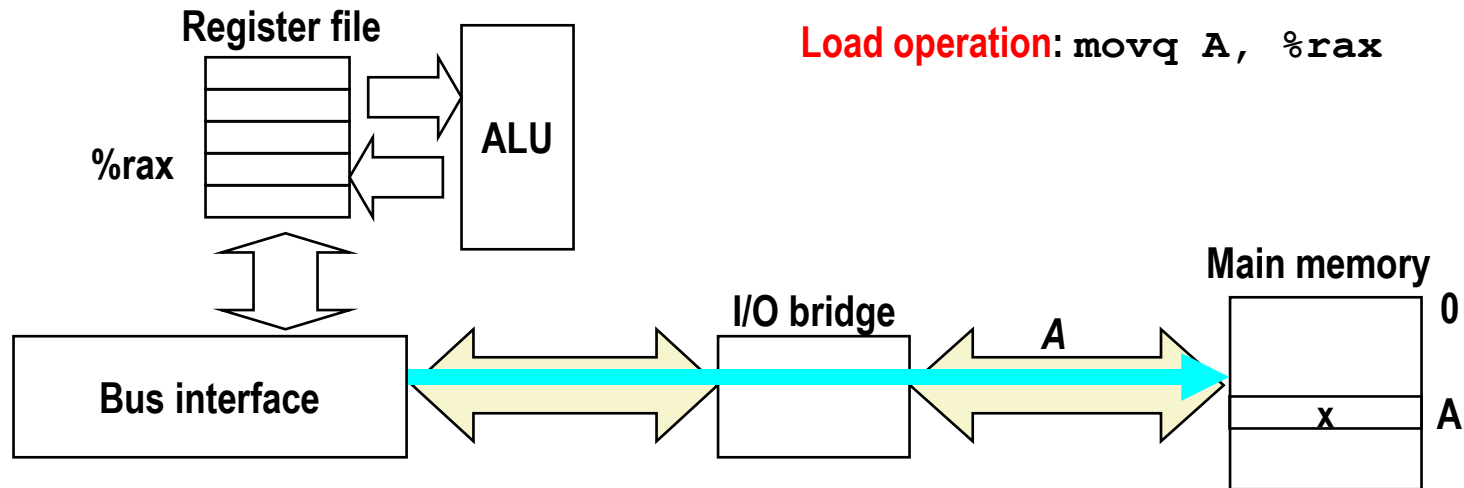 Register file
Load operation: movq A, %rax
ALU
%rax
Main memory
0
I/O bridge
A
Bus interface
x
A